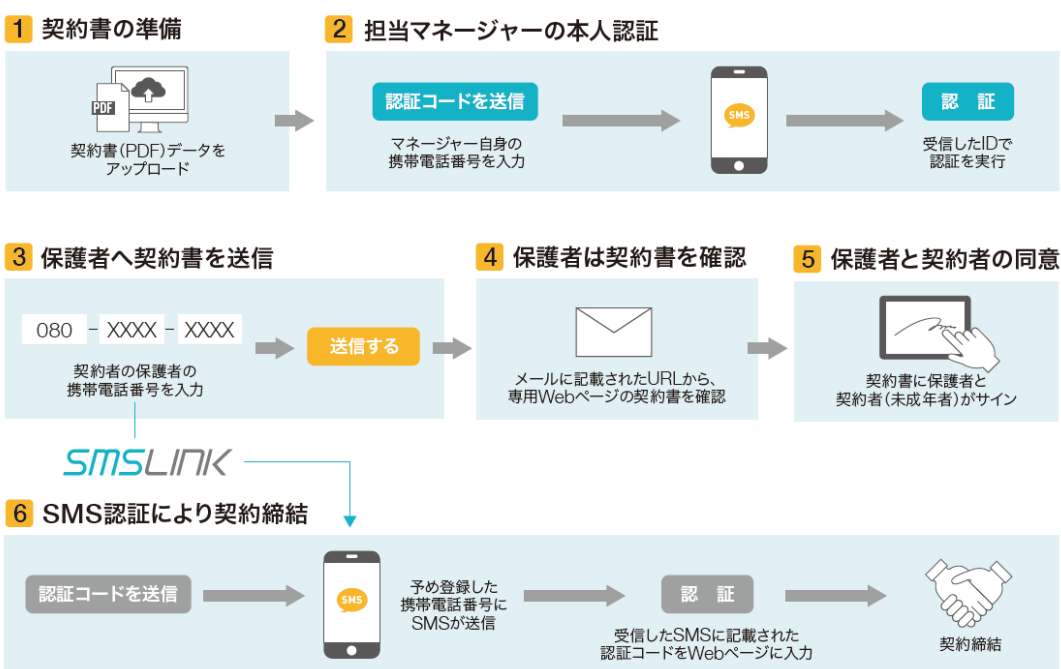 1 契約書の準備
PDF
契約書(PDF)データを
アップロード
2 担当マネージャーの本人認証
認証コードを送信
マネージャー自身の
携帯電話番号を入力
SMS
認 証
受信したIDで
認証を実行
3 保護者へ契約書を送信
080 - XXXX - XXXX
契約者の保護者の
携帯電話番号を入力
送信する
4 保護者は契約書を確認
メールに記載されたURLから、
専用Webページの契約書を確認
5 保護者と契約者の同意
契約書に保護者と
契約者(未成年者)がサイン
SMSLINK
6 SMS認証により契約締結
認証コードを送信
SMS
予め登録した
携帯電話番号に
SMSが送信
認 証
受信したSMSに記載された
認証コードをWebページに入力
契約締結